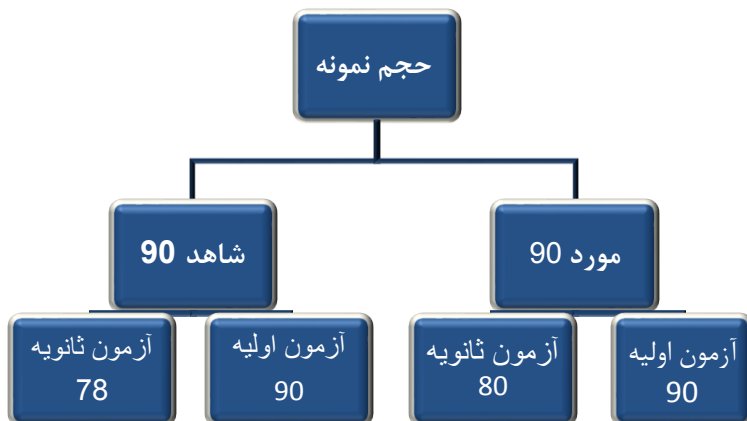 حجم نمونه
مورد 90
شاهد 90
آزمون اولیه
90
آزمون ثانویه
80
آزمون اولیه
90
آزمون ثانویه
78